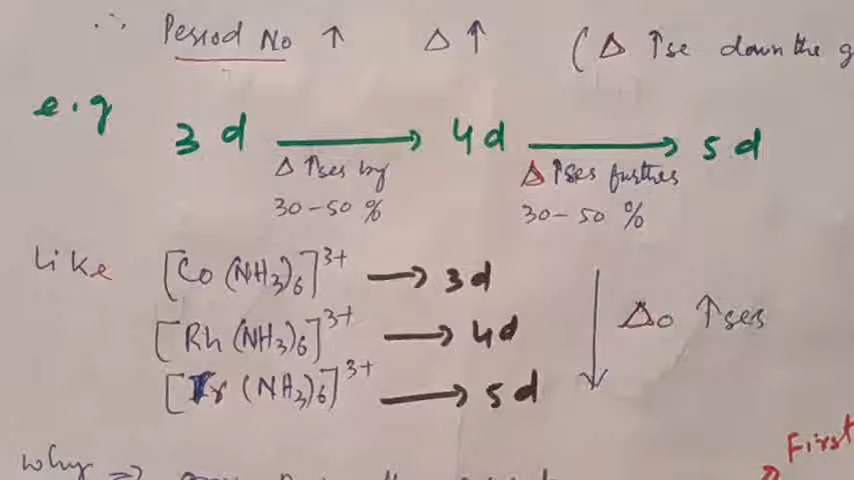 ∴ Period No ↑ Δ ↑ (Δ ↑se down the g
e.g 3d → 4d → 5d
Δ ↑ses by Δ ↑ses further
30-50 % 30-50 %
Like [Co (NH3)6]3+ → 3d
[Rh (NH3)6]3+ → 4d Δo ↑ses
[Ir (NH3)6]3+ → 5d
First
why ⇒